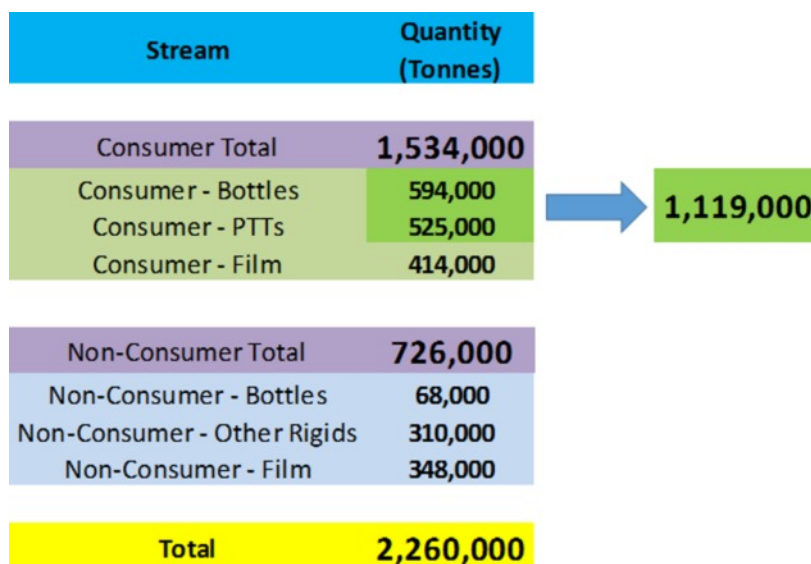 Stream Quantity
(Tonnes)
Consumer Total 1,534,000
Consumer - Bottles 594,000
Consumer - PTTs 525,000
1,119,000
Consumer - Film 414,000
Non-Consumer Total 726,000
Non-Consumer - Bottles 68,000
Non-Consumer - Other Rigids 310,000
Non-Consumer - Film 348,000
Total 2,260,000